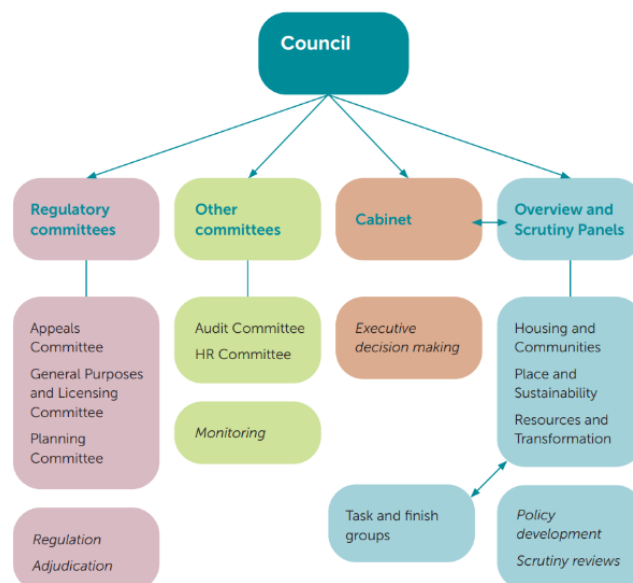 Council
Regulatory
committees
Other
committees
Cabinet
Overview and
Scrutiny Panels
Appeals
Committee
General Purposes
and Licensing
Committee
Planning
Committee
Audit Committee
HR Committee
Executive
decision making
Housing and
Communities
Place and
Sustainability
Resources and
Transformation
Monitoring
Task and finish
groups
Regulation
Adjudication
Policy
development
Scrutiny reviews